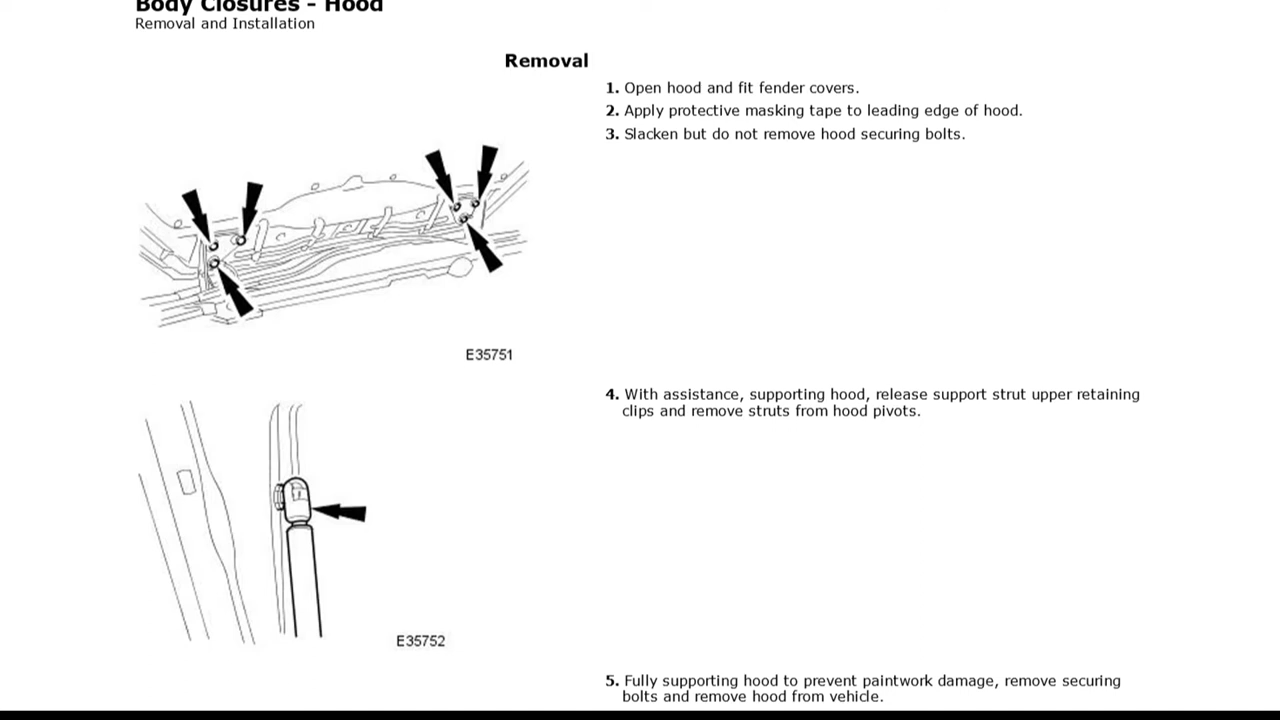 Body Closures - Hood
Removal and Installation
Removal
1. Open hood and fit fender covers.
2. Apply protective masking tape to leading edge of hood.
3. Slacken but do not remove hood securing bolts.
E35751
4. With assistance, supporting hood, release support strut upper retaining
clips and remove struts from hood pivots.
E35752
5. Fully supporting hood to prevent paintwork damage, remove securing
bolts and remove hood from vehicle.